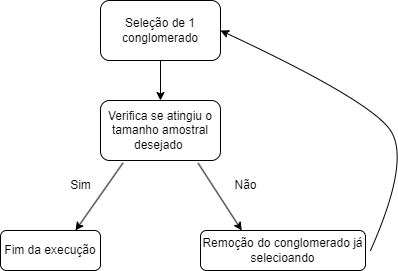 Seleção de 1
conglomerado
Verifica se atingiu o
tamanho amostral
desejado
Sim
Não
Fim da execução
Remoção do conglomerado já
selecioando